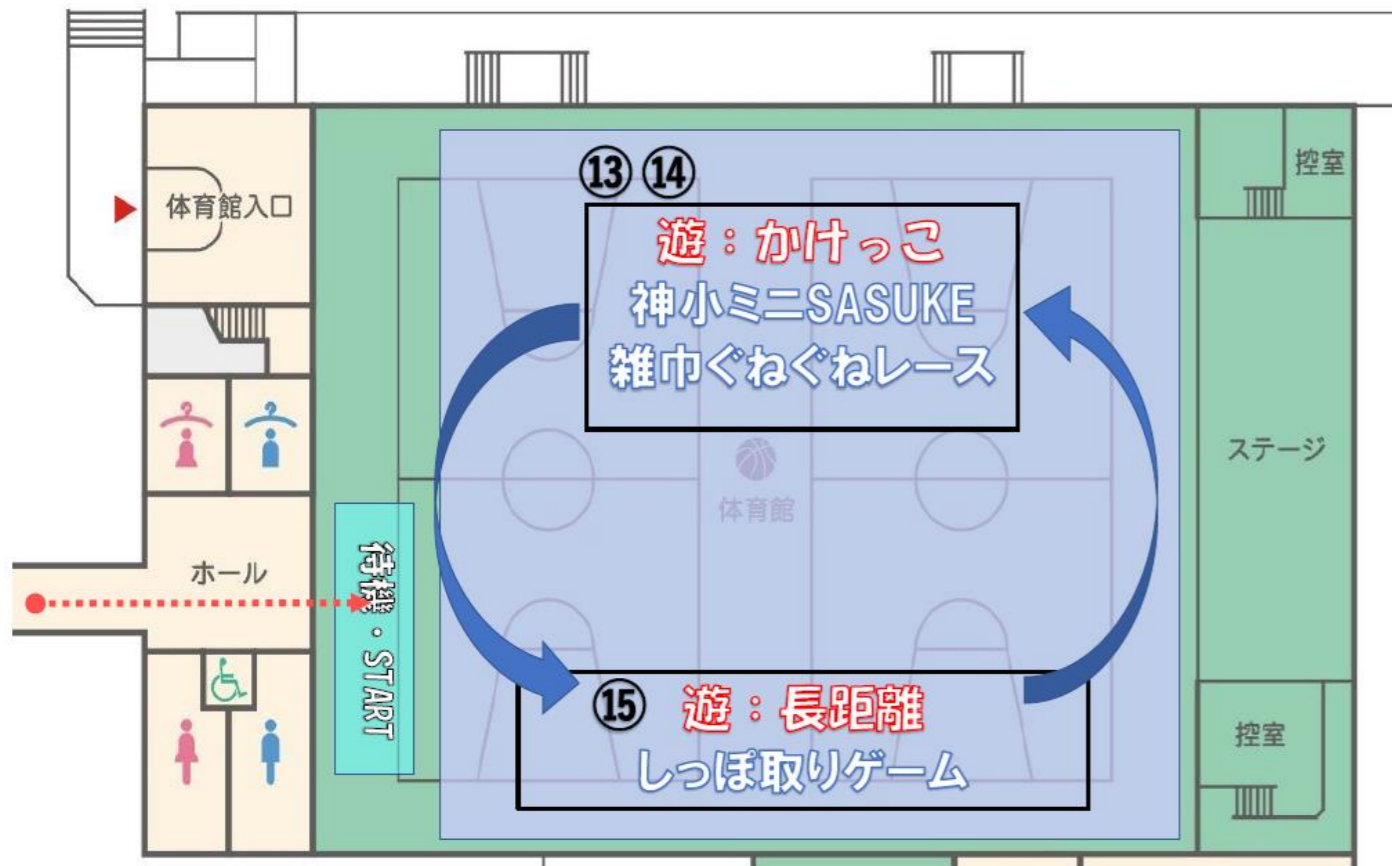 体育館入口
⑬ ⑭
遊：かけっこ
神小ミニSASUKE
雑巾ぐねぐねレース
控室
体育館
ステージ
ホール
待機・START
⑮ 遊：長距離
しっぽ取りゲーム
控室